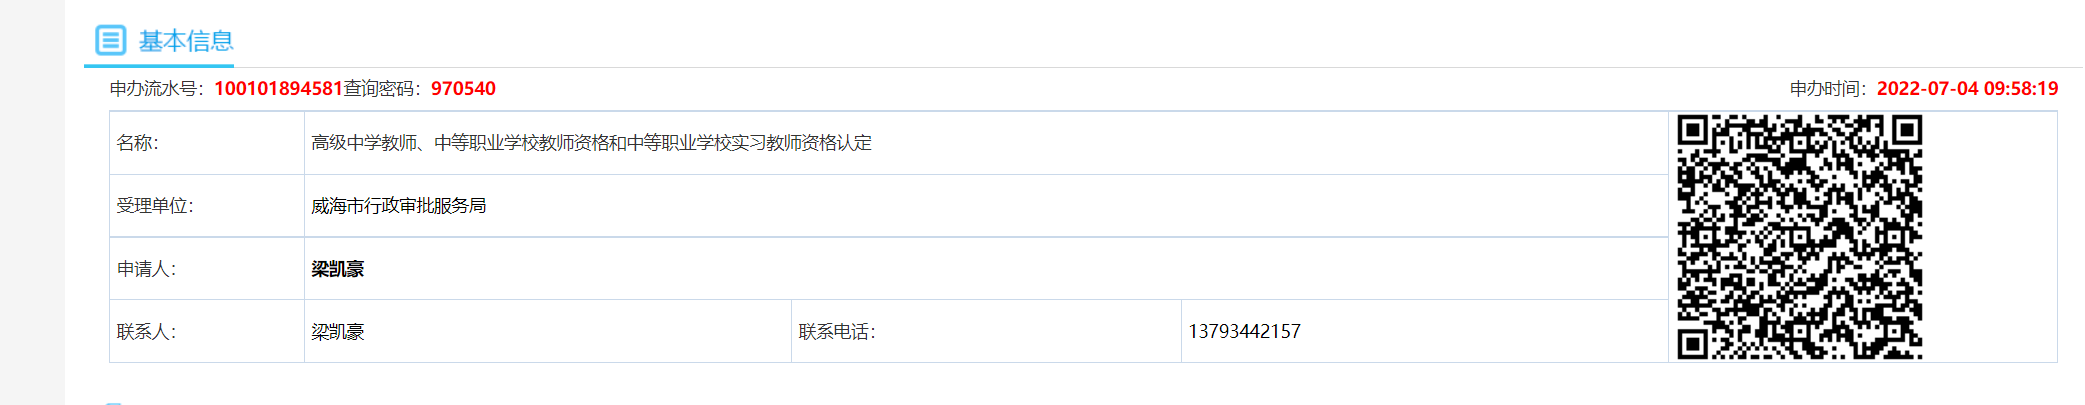 基本信息
申办流水号：100101894581查询密码：970540 申办时间：2022-07-04 09:58:19
名称： 高级中学教师、中等职业学校教师资格和中等职业学校实习教师资格认定
受理单位： 威海市行政审批服务局
申请人： 梁凯豪
联系人： 梁凯豪 联系电话： 13793442157